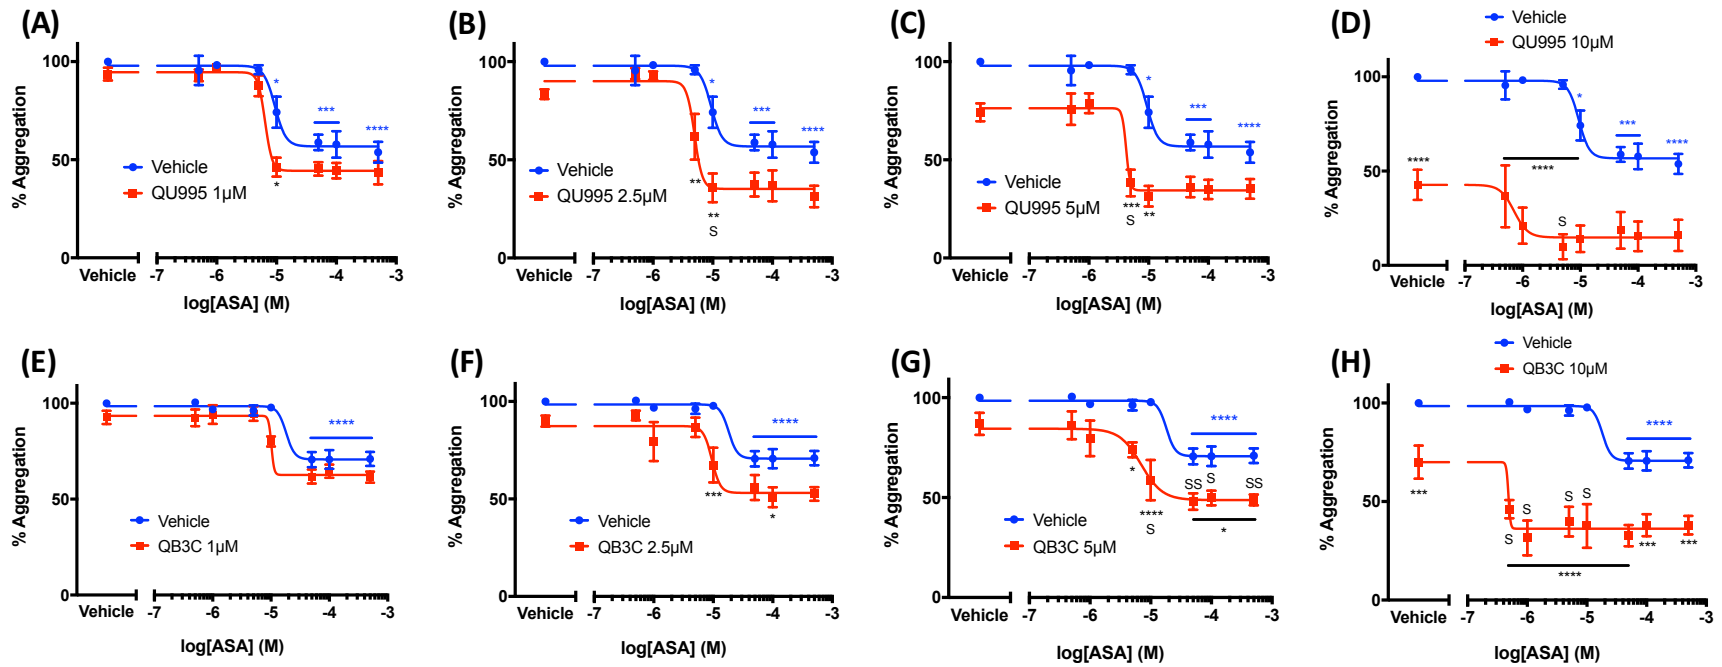 (A)
% Aggregation
100
50
0
*
***
****
Vehicle
QU995 1µM
*
Vehicle
-7
-6
-5
-4
-3
log[ASA] (M)
(B)
% Aggregation
100
50
0
*
***
****
Vehicle
QU995 2.5µM
**
**
S
Vehicle
-7
-6
-5
-4
-3
log[ASA] (M)
(C)
% Aggregation
100
50
0
*
***
****
Vehicle
QU995 5µM
***
S
**
Vehicle
-7
-6
-5
-4
-3
log[ASA] (M)
(D)
Vehicle
QU995 10µM
% Aggregation
100
50
0
*
***
****
****
****
S
Vehicle
-7
-6
-5
-4
-3
log[ASA] (M)
(E)
% Aggregation
100
50
0
****
Vehicle
QB3C 1µM
Vehicle
-7
-6
-5
-4
-3
log[ASA] (M)
(F)
% Aggregation
100
50
0
****
***
*
Vehicle
QB3C 2.5µM
Vehicle
-7
-6
-5
-4
-3
log[ASA] (M)
(G)
% Aggregation
100
50
0
****
*
SS
S
SS
****
S
*
Vehicle
QB3C 5µM
Vehicle
-7
-6
-5
-4
-3
log[ASA] (M)
(H)
Vehicle
QB3C 10µM
% Aggregation
100
50
0
****
***
S
S
S
S
***
***
****
Vehicle
-7
-6
-5
-4
-3
log[ASA] (M)